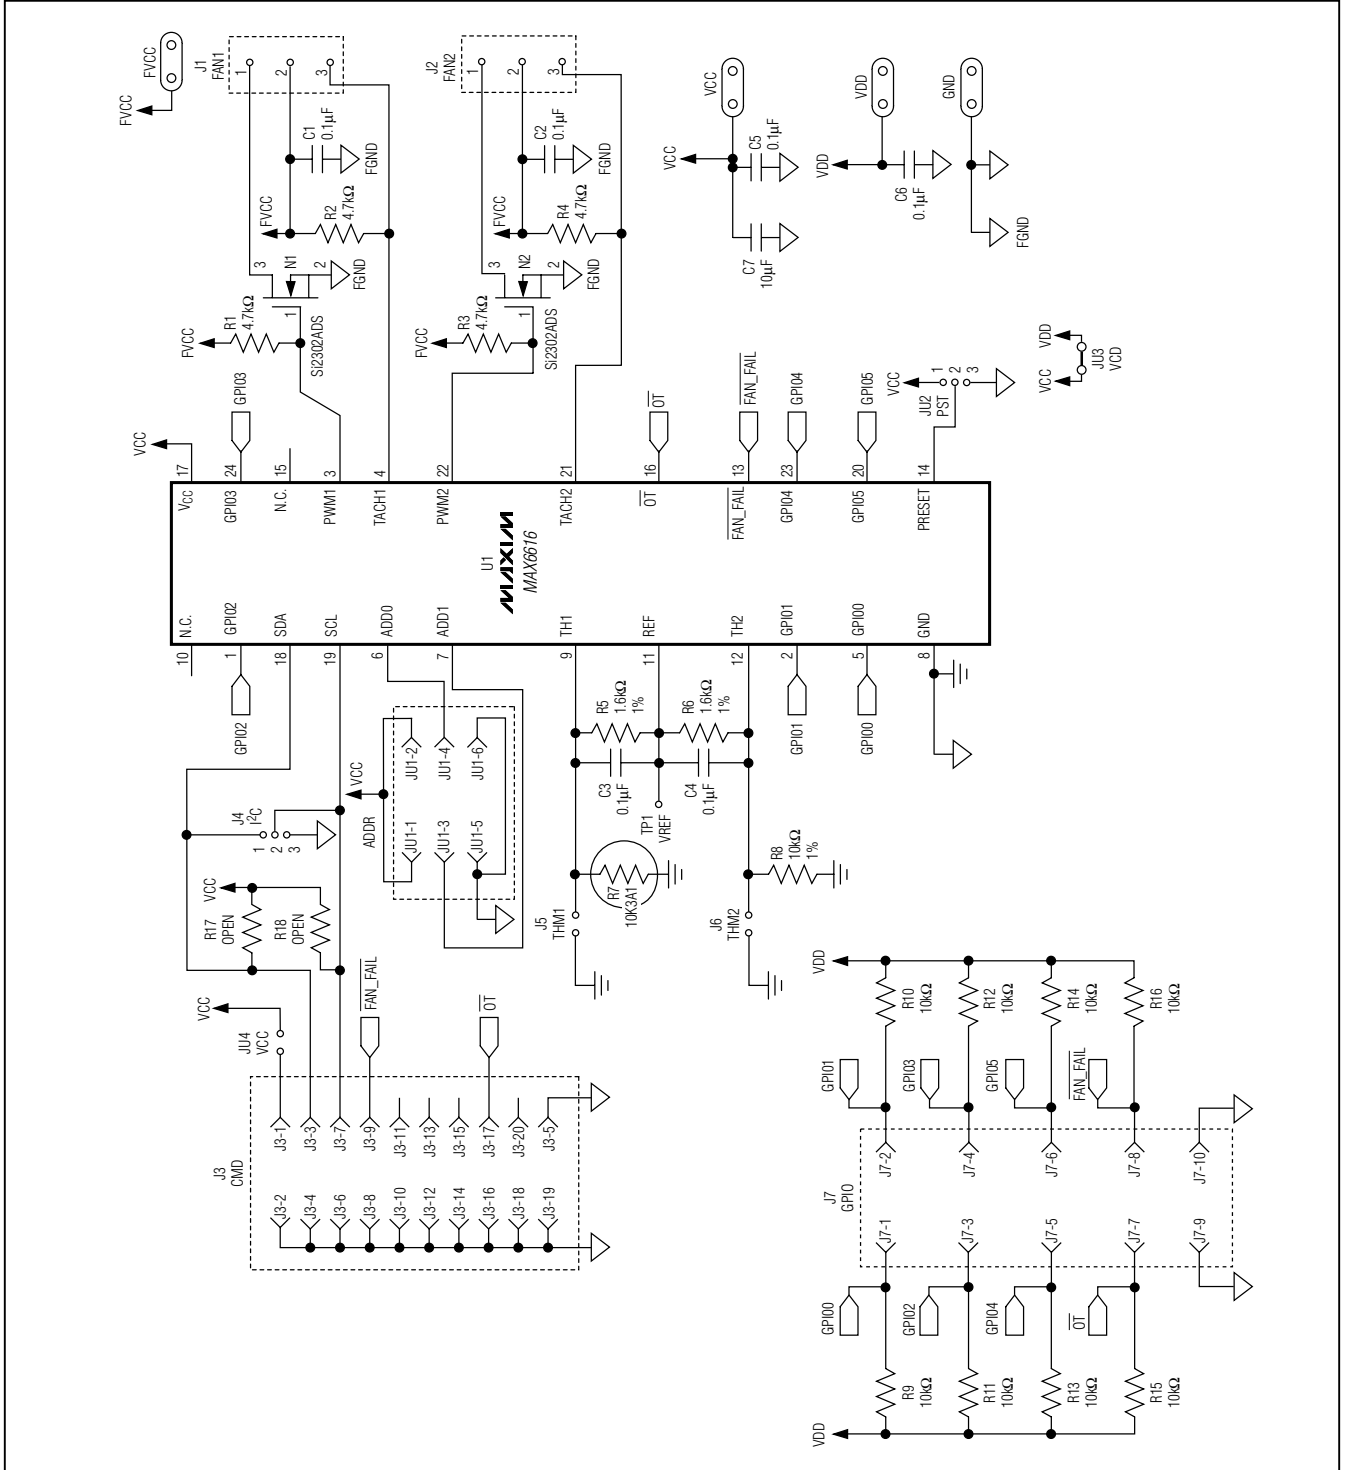 FVCC
FVCC
J1
FAN1
1
2
3
C1
0.1µF
FGND
FVCC
R2
4.7kΩ
3
N1
2
FGND
1
Si2302ADS
FVCC
R1
4.7kΩ
J2
FAN2
1
2
3
C2
0.1µF
FGND
FVCC
R4
4.7kΩ
3
N2
2
FGND
1
Si2302ADS
FVCC
R3
4.7kΩ
VCC
VCC
C5
0.1µF
C7
10µF
VDD
VDD
C6
0.1µF
GND
FGND
VCC
GPIO3
OT
FAN_FAIL
GPIO4
GPIO5
VCC
1
2
3
JU2
PST
VCC
VDD
JU3
VCD
17
24
15
3
4
22
21
16
13
23
20
14
VCC
GPIO3
N.C.
PWM1
TACH1
PWM2
TACH2
OT
FAN_FAIL
GPIO4
GPIO5
PRESET
U1
MAXIM
MAX6616
N.C.
GPIO2
SDA
SCL
ADD0
ADD1
TH1
REF
TH2
GPIO1
GPIO0
GND
10
1
18
19
6
7
9
11
12
2
5
8
GPIO2
GPIO1
GPIO0
J4
I²C
1
2
3
VCC
ADDR
JU1-2
JU1-4
JU1-6
JU1-1
JU1-3
JU1-5
R5
1.6kΩ
1%
R6
1.6kΩ
1%
C3
0.1µF
C4
0.1µF
TP1
VREF
R7
10K3A1
R8
10kΩ
1%
J5
THM1
J6
THM2
VCC
R17
OPEN
R18
OPEN
VCC
JU4
VCC
FAN_FAIL
OT
J3
CMD
J3-1
J3-3
J3-7
J3-9
J3-11
J3-13
J3-15
J3-17
J3-20
J3-5
J3-2
J3-4
J3-6
J3-8
J3-10
J3-12
J3-14
J3-16
J3-18
J3-19
VDD
R10
10kΩ
R12
10kΩ
R14
10kΩ
R16
10kΩ
GPIO1
GPIO3
GPIO5
FAN_FAIL
J7
GPIO
J7-2
J7-4
J7-6
J7-8
J7-10
J7-1
J7-3
J7-5
J7-7
J7-9
GPIO0
GPIO2
GPIO4
OT
VDD
R9
10kΩ
R11
10kΩ
R13
10kΩ
R15
10kΩ